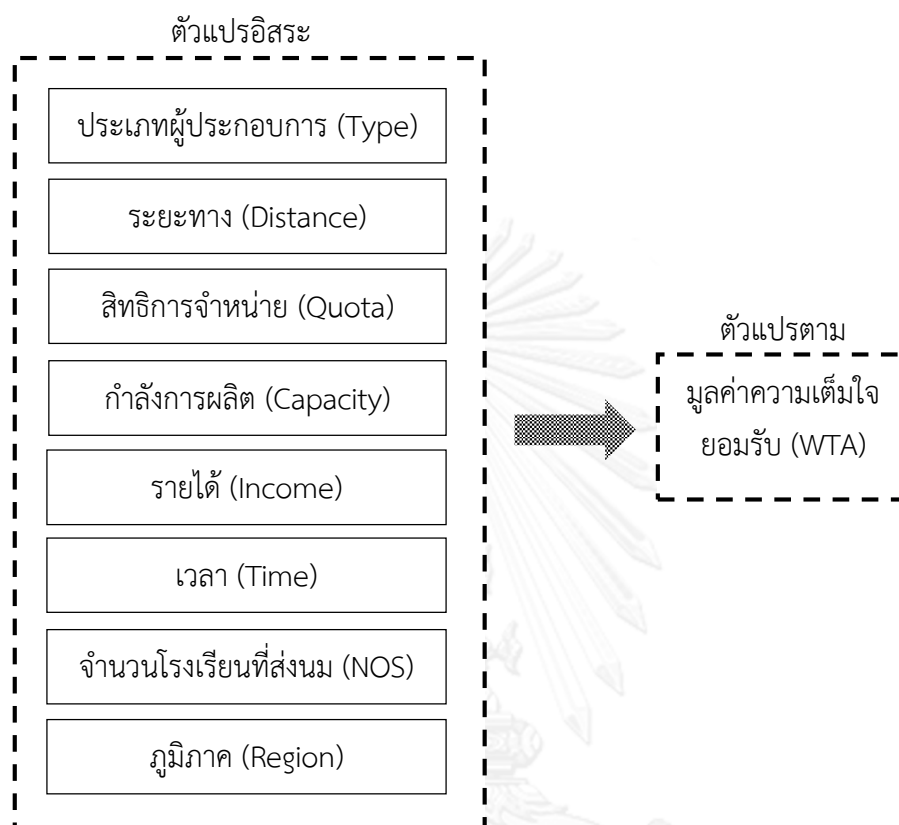 ตัวแปรอิสระ
ประเภทผู้ประกอบการ (Type)
ระยะทาง (Distance)
สิทธิการจำหน่าย (Quota)
กำลังการผลิต (Capacity)
รายได้ (Income)
เวลา (Time)
จำนวนโรงเรียนที่ส่งนม (NOS)
ภูมิภาค (Region)
ตัวแปรตาม
มูลค่าความเต็มใจ
ยอมรับ (WTA)